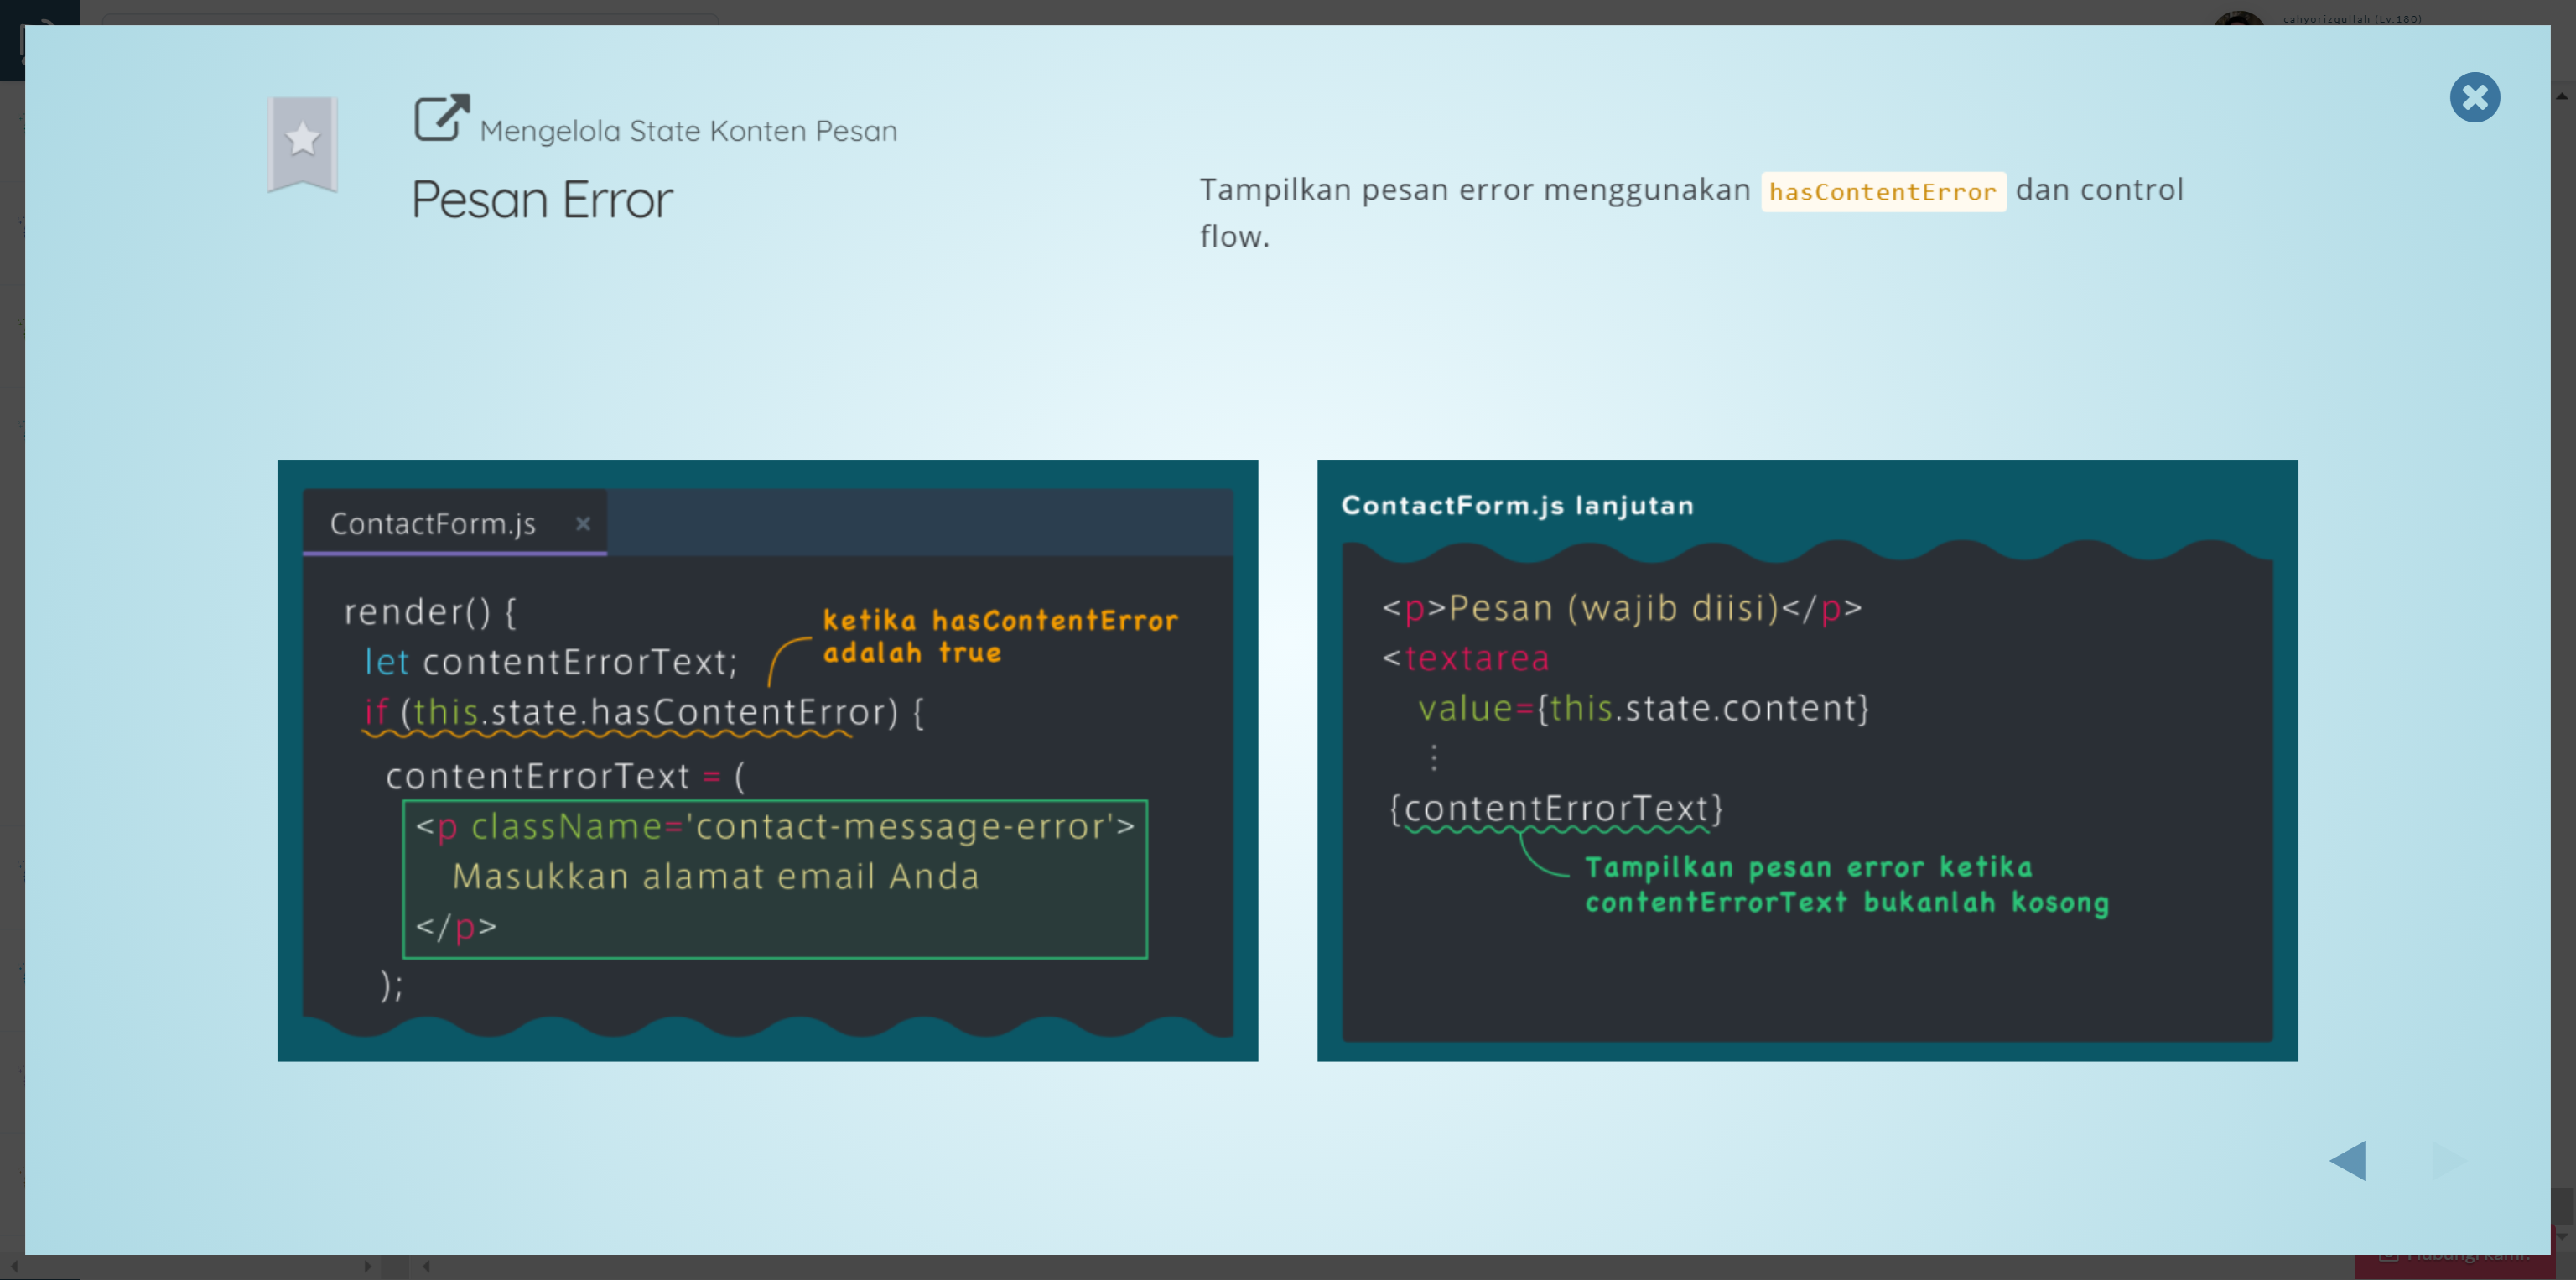 cahyorizqullah (Lv.180)
Mengelola State Konten Pesan
Pesan Error
Tampilkan pesan error menggunakan hasContentError dan control
flow.
ContactForm.js ×
render() {
let contentErrorText;
ketika hasContentError
adalah true
if (this.state.hasContentError) {
contentErrorText = (
<p className='contact-message-error'>
Masukkan alamat email Anda
</p>
);
ContactForm.js lanjutan
<p>Pesan (wajib diisi)</p>
<textarea
value={this.state.content}
⋮
{contentErrorText}
Tampilkan pesan error ketika
contentErrorText bukanlah kosong
Hubungi kami